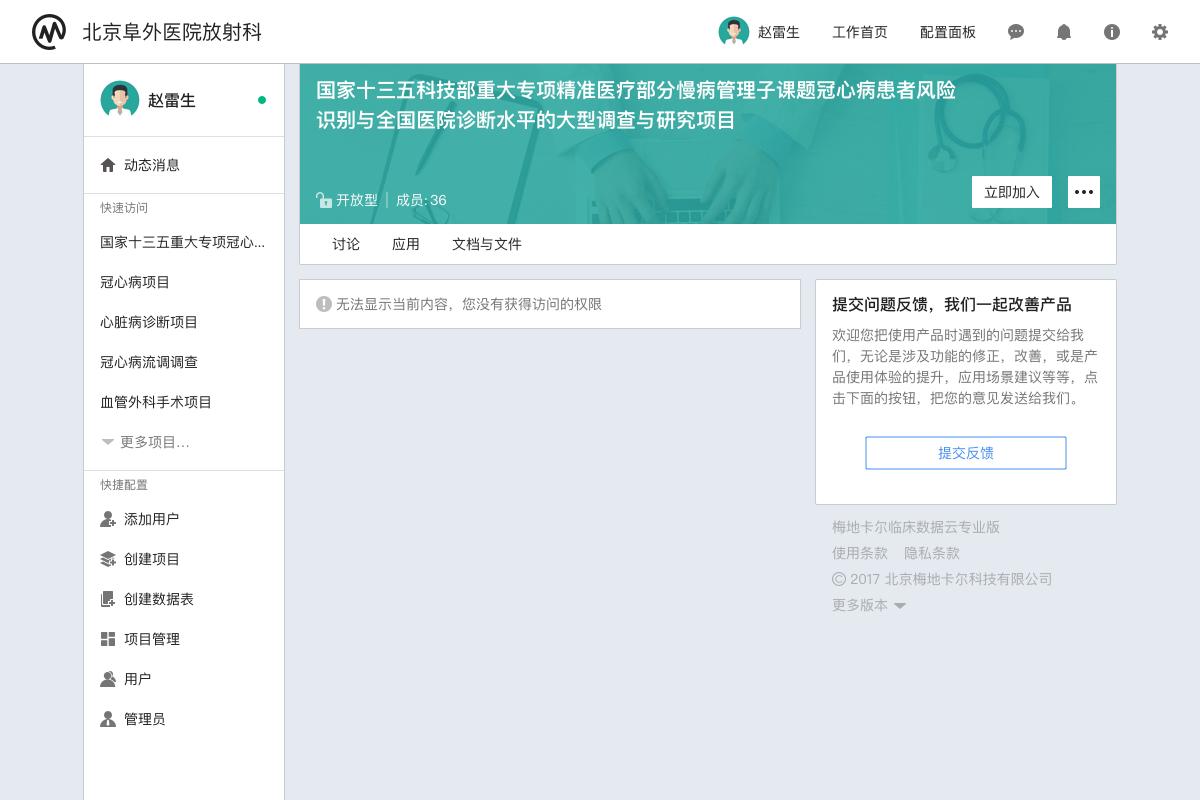 北京阜外医院放射科
赵雷生
工作首页
配置面板
赵雷生
动态消息
快速访问
国家十三五重大专项冠心...
冠心病项目
心脏病诊断项目
冠心病流调调查
血管外科手术项目
更多项目...
快捷配置
添加用户
创建项目
创建数据表
项目管理
用户
管理员
国家十三五科技部重大专项精准医疗部分慢病管理子课题冠心病患者风险
识别与全国医院诊断水平的大型调查与研究项目
开放型 | 成员: 36
立即加入
讨论
应用
文档与文件
无法显示当前内容，您没有获得访问的权限
提交问题反馈，我们一起改善产品
欢迎您把使用产品时遇到的问题提交给我
们，无论是涉及功能的修正，改善，或是产
品使用体验的提升，应用场景建议等等，点
击下面的按钮，把您的意见发送给我们。
提交反馈
梅地卡尔临床数据云专业版
使用条款 隐私条款
© 2017 北京梅地卡尔科技有限公司
更多版本